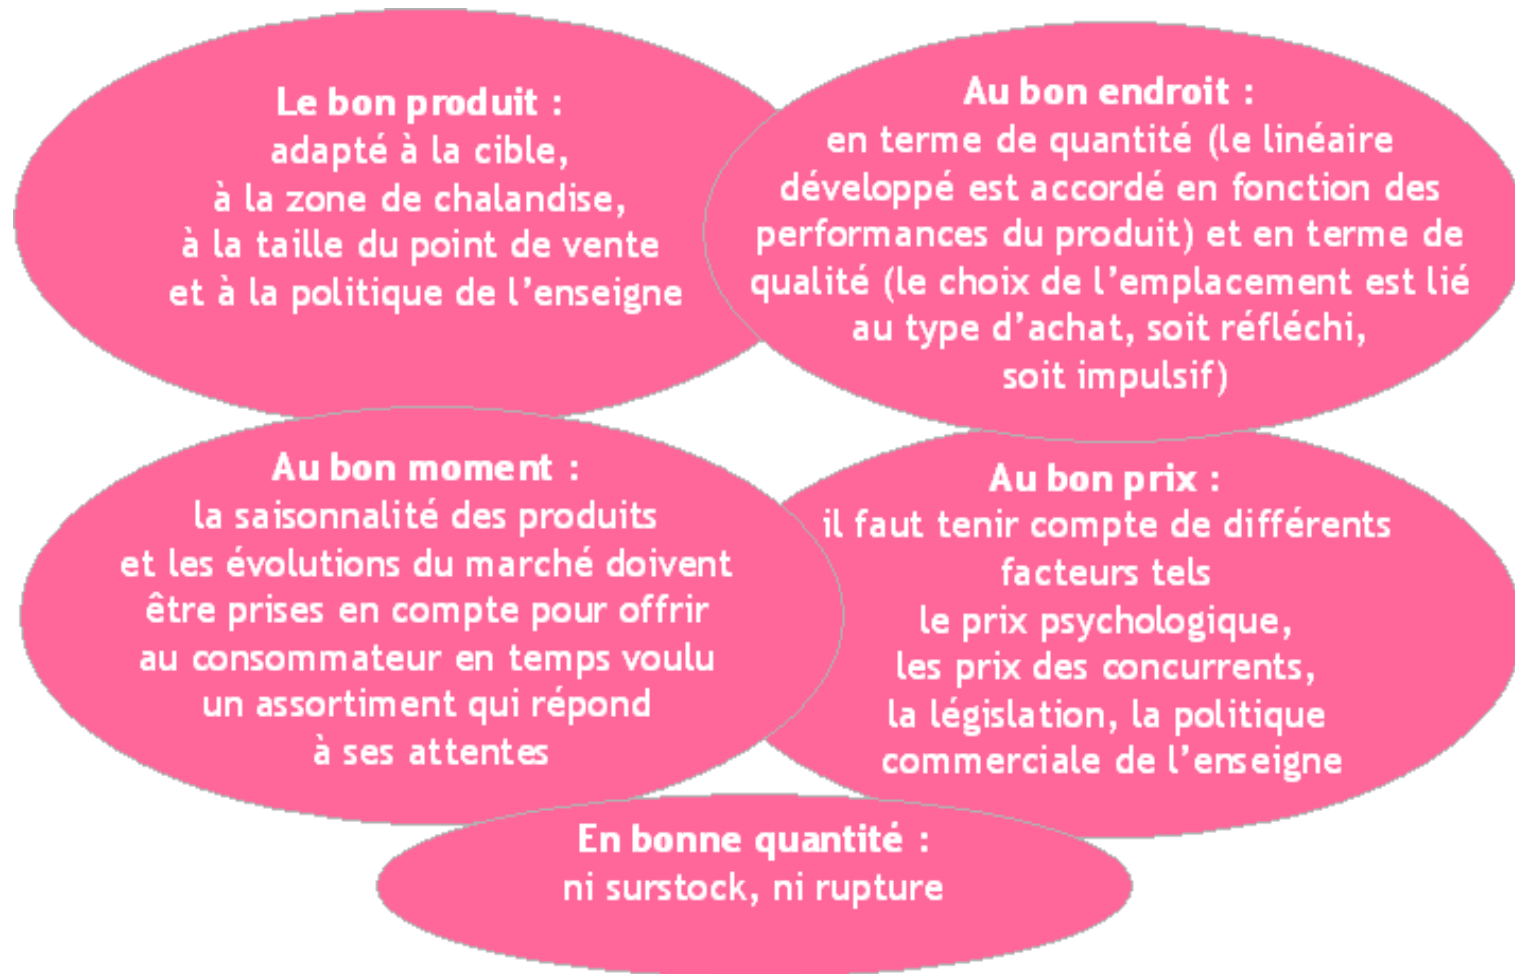 Le bon produit :
adapté à la cible,
à la zone de chalandise,
à la taille du point de vente
et à la politique de l'enseigne
Au bon endroit :
en terme de quantité (le linéaire
développé est accordé en fonction des
performances du produit) et en terme de
qualité (le choix de l'emplacement est lié
au type d'achat, soit réfléchi,
soit impulsif)
Au bon moment :
la saisonnalité des produits
et les évolutions du marché doivent
être prises en compte pour offrir
au consommateur en temps voulu
un assortiment qui répond
à ses attentes
Au bon prix :
il faut tenir compte de différents
facteurs tels
le prix psychologique,
les prix des concurrents,
la législation, la politique
commerciale de l'enseigne
En bonne quantité :
ni surstock, ni rupture